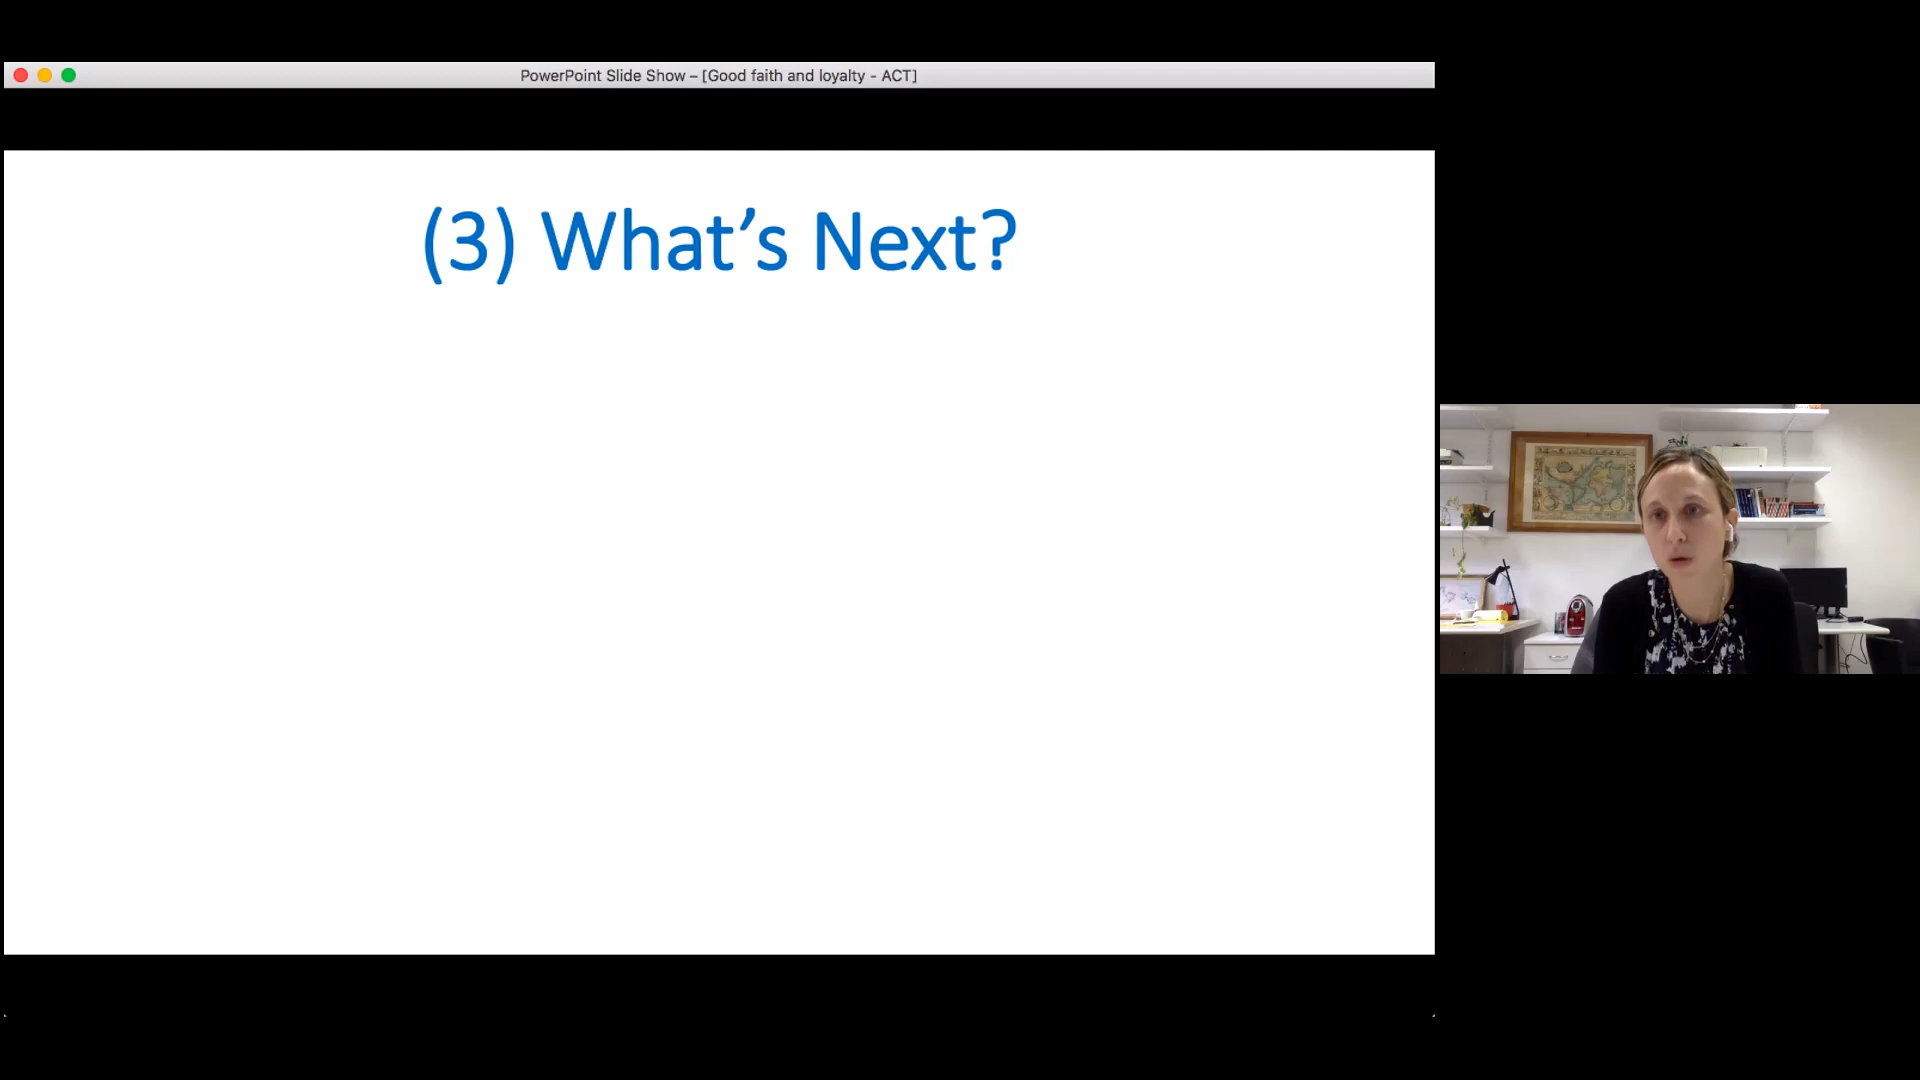 PowerPoint Slide Show – [Good faith and loyalty - ACT]
(3) What’s Next?